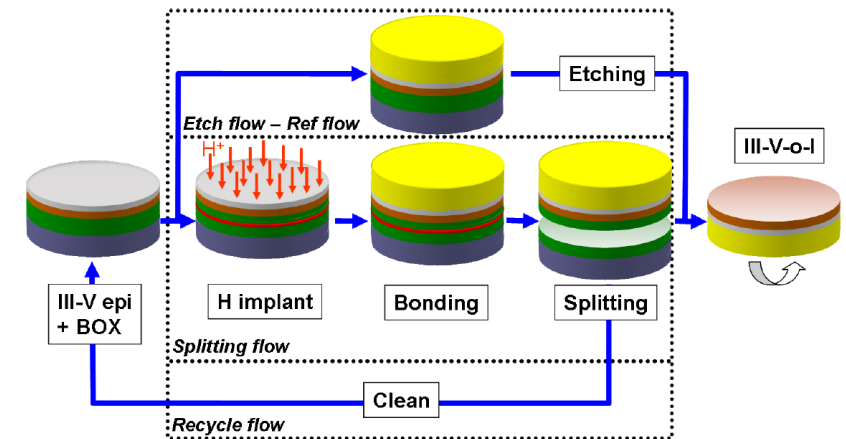 Etching
Etch flow – Ref flow
H+
III-V-o-I
III-V epi
+ BOX
H implant
Bonding
Splitting
Splitting flow
Clean
Recycle flow